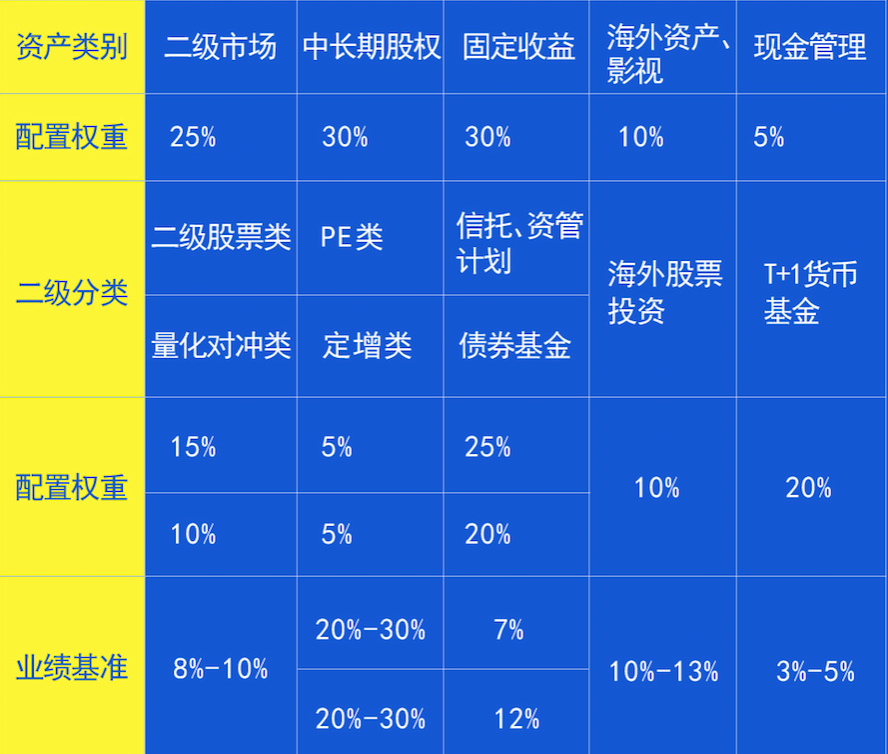 资产类别 二级市场 中长期股权 固定收益 海外资产、 现金管理
影视
配置权重 25% 30% 30% 10% 5%
二级分类 二级股票类 PE类 信托、资管
计划
海外股票
投资
T+1货币
基金
量化对冲类 定增类 债券基金
配置权重 15% 5% 25% 10% 20%
10% 5% 20%
业绩基准 8%-10% 20%-30% 7% 10%-13% 3%-5%
20%-30% 12%